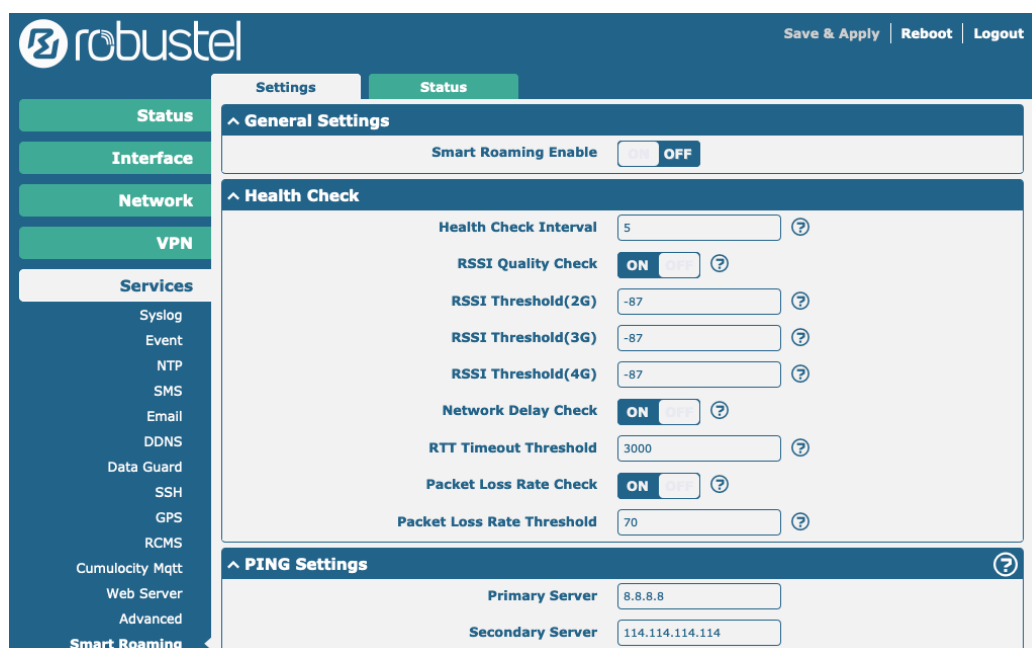 robustel
Save & Apply | Reboot | Logout
Settings
Status
Status
Interface
Network
VPN
Services
Syslog
Event
NTP
SMS
Email
DDNS
Data Guard
SSH
GPS
RCMS
Cumulocity Mqtt
Web Server
Advanced
Smart Roaming
General Settings
Smart Roaming Enable ON OFF
Health Check
Health Check Interval 5 ?
RSSI Quality Check ON OFF ?
RSSI Threshold(2G) -87 ?
RSSI Threshold(3G) -87 ?
RSSI Threshold(4G) -87 ?
Network Delay Check ON OFF ?
RTT Timeout Threshold 3000 ?
Packet Loss Rate Check ON OFF ?
Packet Loss Rate Threshold 70 ?
PING Settings ?
Primary Server 8.8.8.8
Secondary Server 114.114.114.114